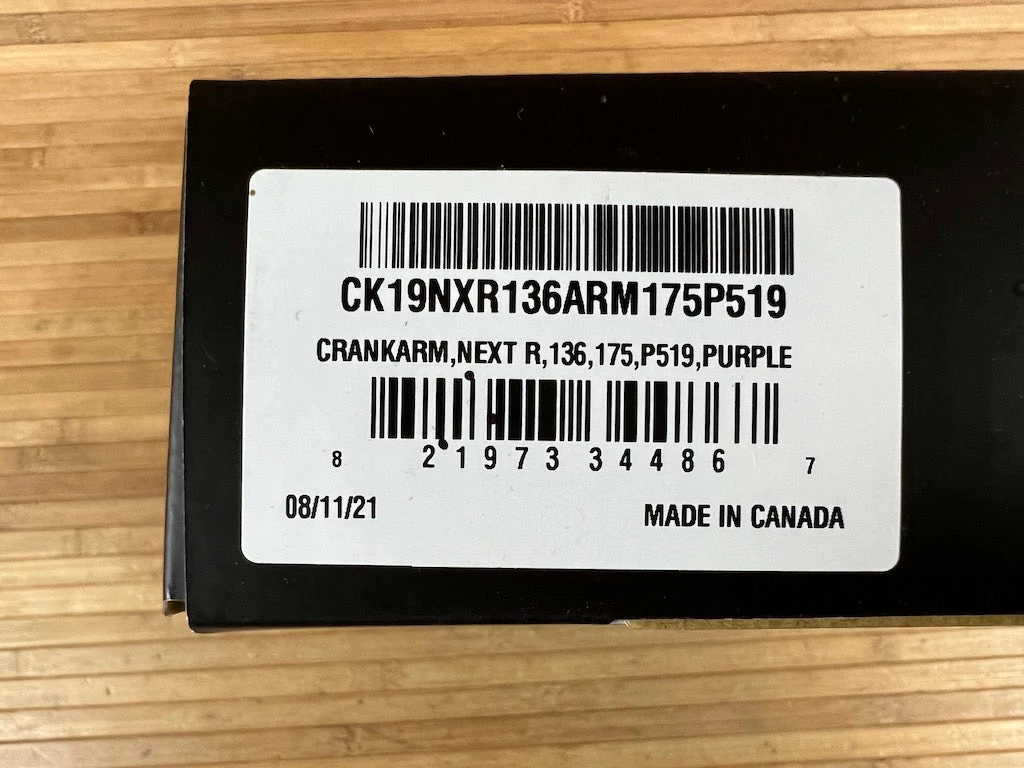 CK19NXR136ARM175P519
CRANKARM,NEXT R,136,175,P519,PURPLE
8 21973 34486 7
08/11/21 MADE IN CANADA